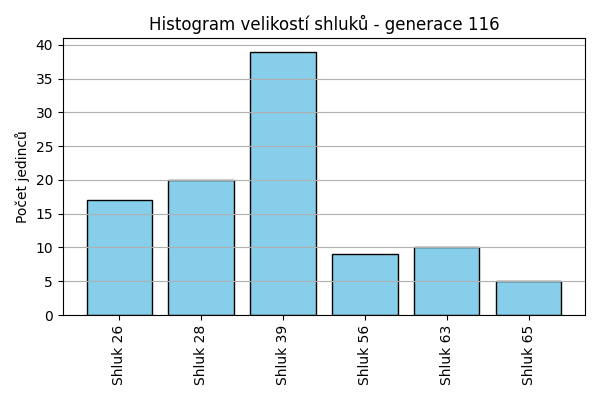 Histogram velikostí shluků - generace 116
Počet jedinců
40
35
30
25
20
15
10
5
0
Shluk 26
Shluk 28
Shluk 39
Shluk 56
Shluk 63
Shluk 65